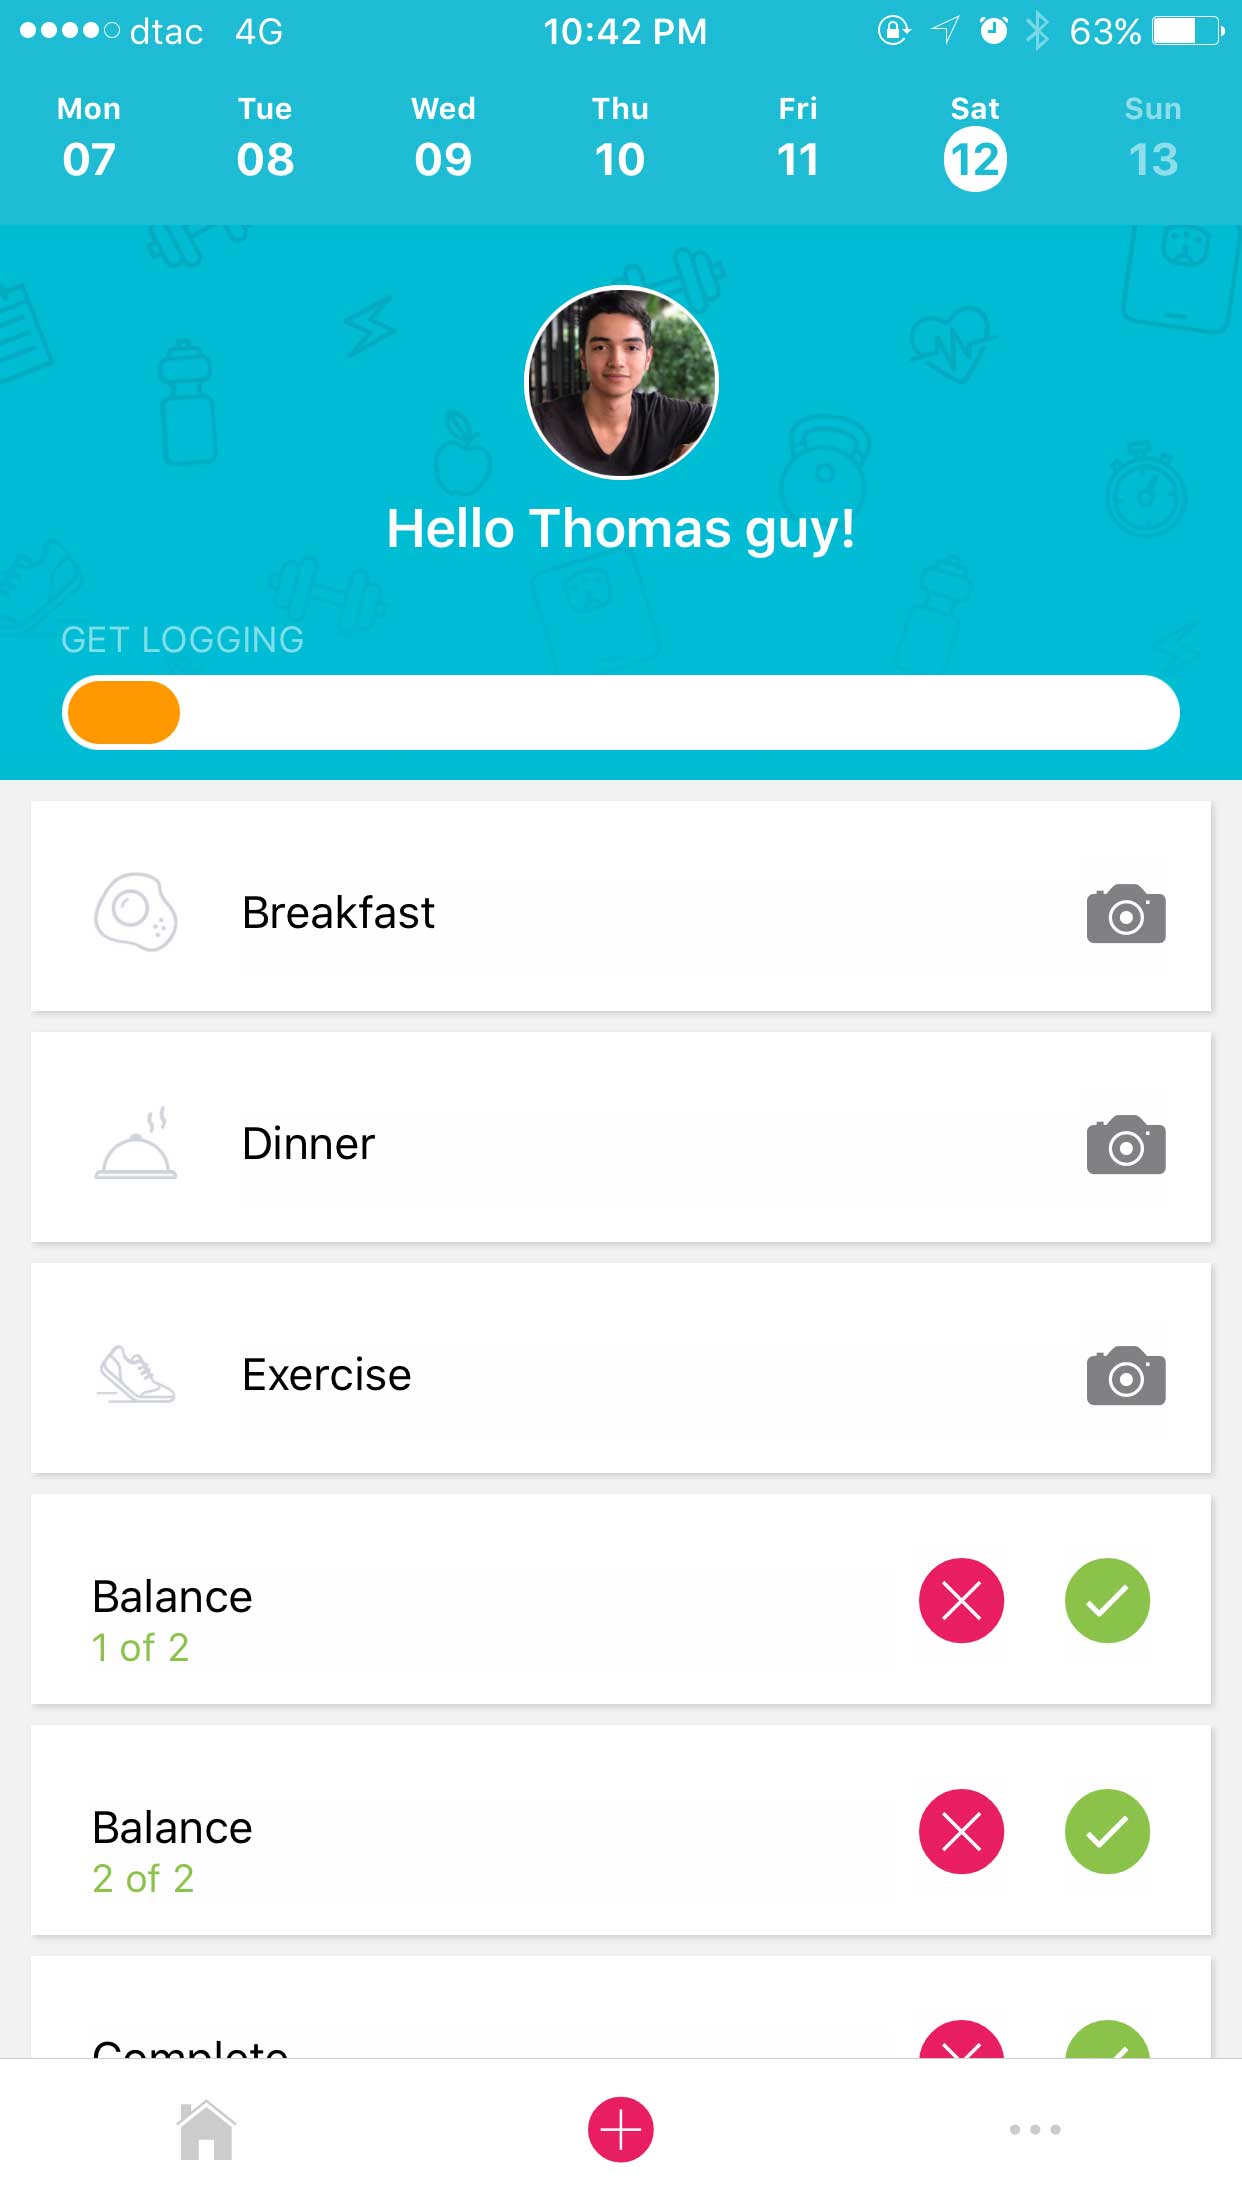 dtac 4G 10:42 PM 63%
Mon Tue Wed Thu Fri Sat Sun
07 08 09 10 11 12 13
Hello Thomas guy!
GET LOGGING
Breakfast
Dinner
Exercise
Balance
1 of 2
Balance
2 of 2
Complete